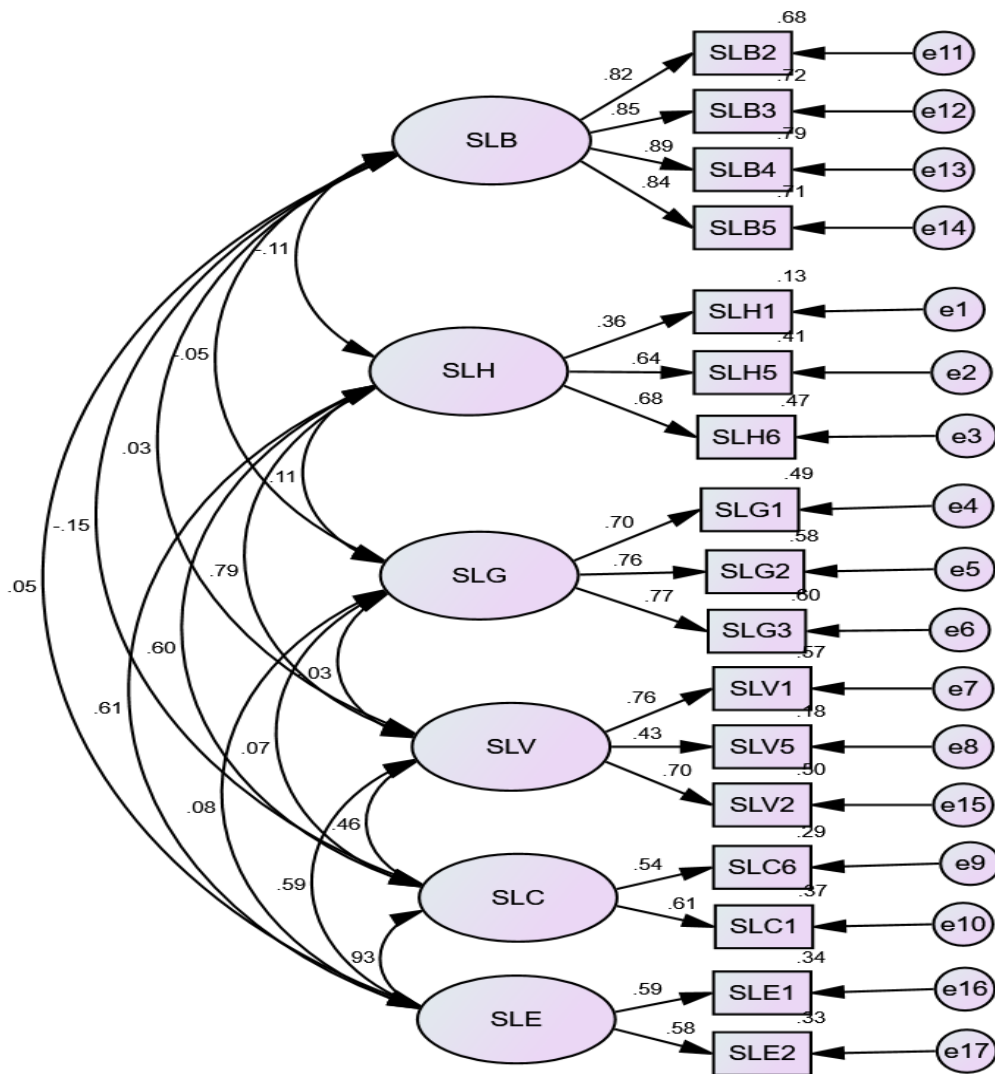 .68
SLB2
e11
.82
.72
SLB3
e12
.85
SLB
.79
SLB4
e13
.89
.71
SLB5
e14
.84
-.11
.13
SLH1
e1
.36
.41
SLH
SLH5
e2
.64
.47
SLH6
e3
.68
-.05
.03
.11
.49
SLG1
e4
.70
.58
-.15
SLG
SLG2
e5
.76
.60
SLG3
e6
.77
.79
.05
.57
SLV1
e7
.76
.18
.60
.03
SLV
SLV5
e8
.43
.50
SLV2
e15
.70
.61
.07
.29
.08
.46
SLC6
e9
.54
.37
SLC
SLC1
e10
.61
.59
.34
93
SLE1
e16
.59
.33
SLE
SLE2
e17
.58